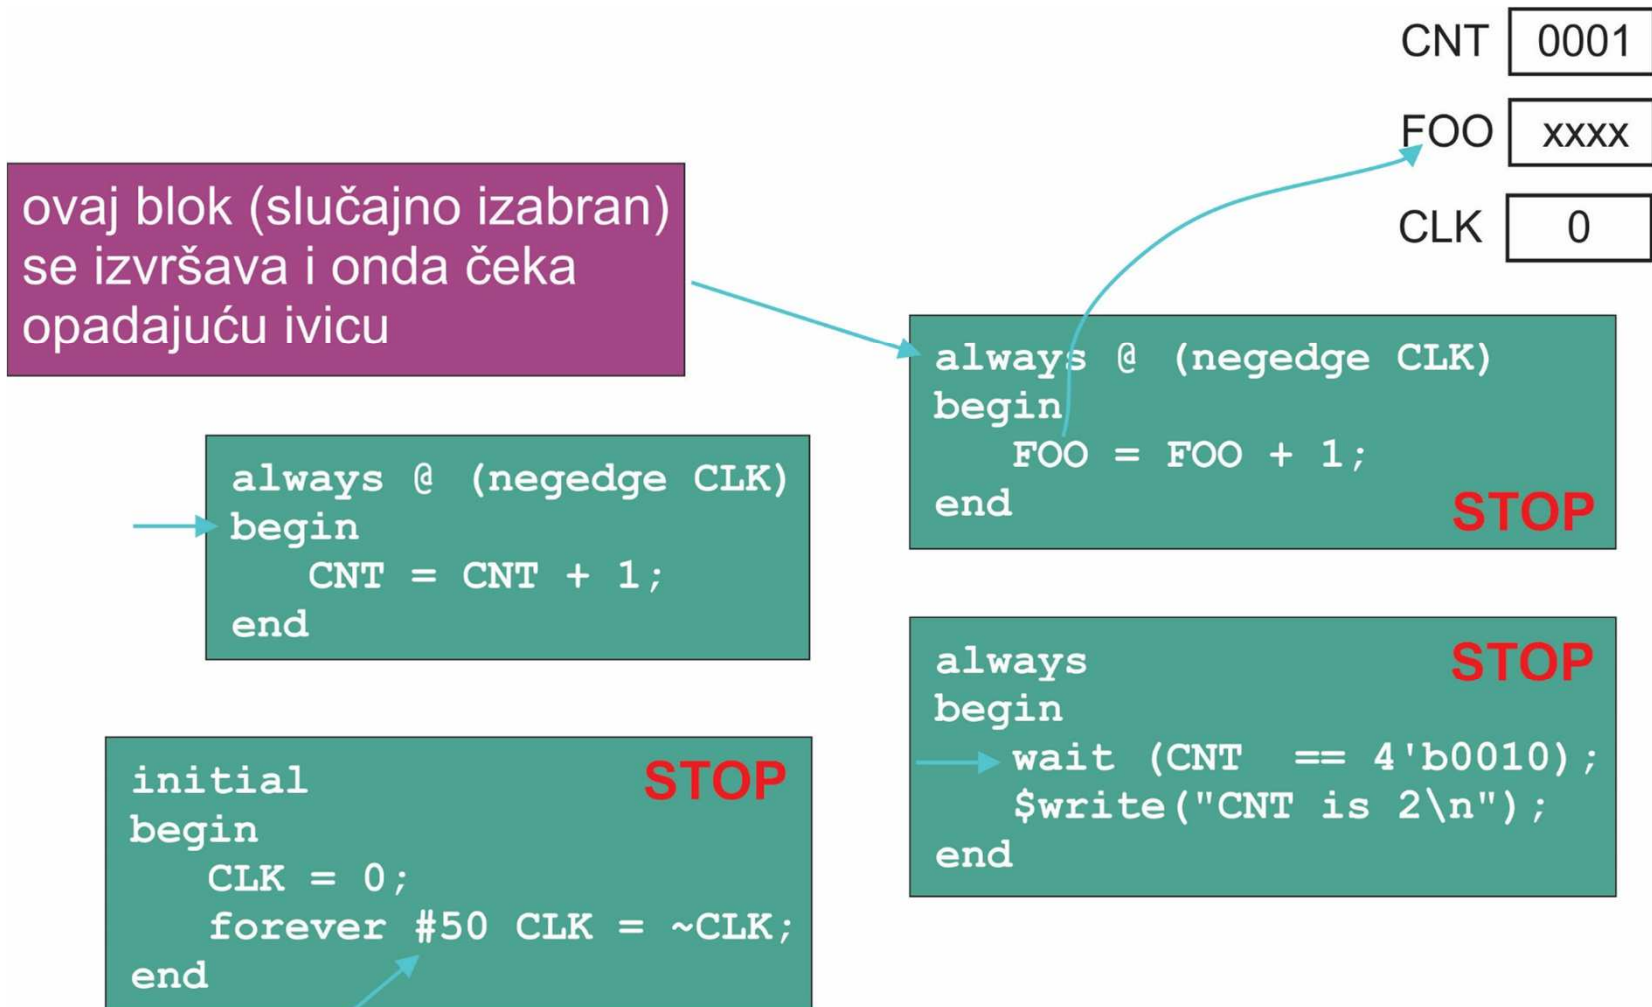 CNT 0001
FOO xxxx
CLK 0
ovaj blok (slučajno izabran)
se izvršava i onda čeka
opadajuću ivicu
always @ (negedge CLK)
begin
FOO = FOO + 1;
end
STOP
always @ (negedge CLK)
begin
CNT = CNT + 1;
end
always
STOP
begin
wait (CNT  == 4'b0010);
$write("CNT is 2\n");
end
initial
STOP
begin
CLK = 0;
forever #50 CLK = ~CLK;
end